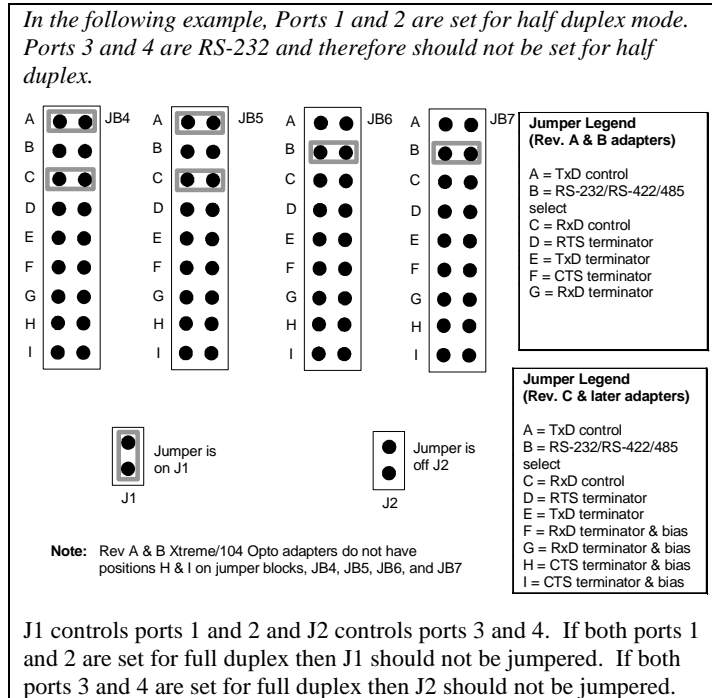 In the following example, Ports 1 and 2 are set for half duplex mode.
Ports 3 and 4 are RS-232 and therefore should not be set for half
duplex.
A
B
C
D
E
F
G
H
I
JB4
A
B
C
D
E
F
G
H
I
JB5
A
B
C
D
E
F
G
H
I
JB6
A
B
C
D
E
F
G
H
I
JB7
Jumper Legend
(Rev. A & B adapters)
A = TxD control
B = RS-232/RS-422/485
select
C = RxD control
D = RTS terminator
E = TxD terminator
F = CTS terminator
G = RxD terminator
Jumper Legend
(Rev. C & later adapters)
A = TxD control
B = RS-232/RS-422/485
select
C = RxD control
D = RTS terminator
E = TxD terminator
F = RxD terminator & bias
G = RxD terminator & bias
H = CTS terminator & bias
I = CTS terminator & bias
Jumper is
on J1
J1
Jumper is
off J2
J2
Note: Rev A & B Xtreme/104 Opto adapters do not have
positions H & I on jumper blocks, JB4, JB5, JB6, and JB7
J1 controls ports 1 and 2 and J2 controls ports 3 and 4. If both ports 1
and 2 are set for full duplex then J1 should not be jumpered. If both
ports 3 and 4 are set for full duplex then J2 should not be jumpered.